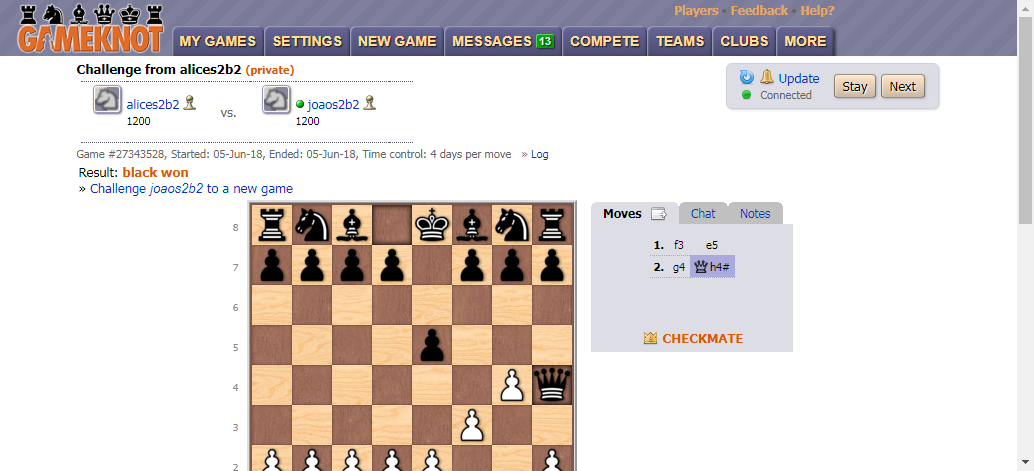 Players • Feedback • Help?
GAMEKNOT
MY GAMES SETTINGS NEW GAME MESSAGES 13 COMPETE TEAMS CLUBS MORE
Challenge from alices2b2 (private)
alices2b2
1200
vs.
joaos2b2
1200
Update
Connected
Stay Next
Game #27343528, Started: 05-Jun-18, Ended: 05-Jun-18, Time control: 4 days per move » Log
Result: black won
» Challenge joaos2b2 to a new game
8
7
6
5
4
3
2
Moves Chat Notes
1. f3 e5
2. g4 h4#
CHECKMATE